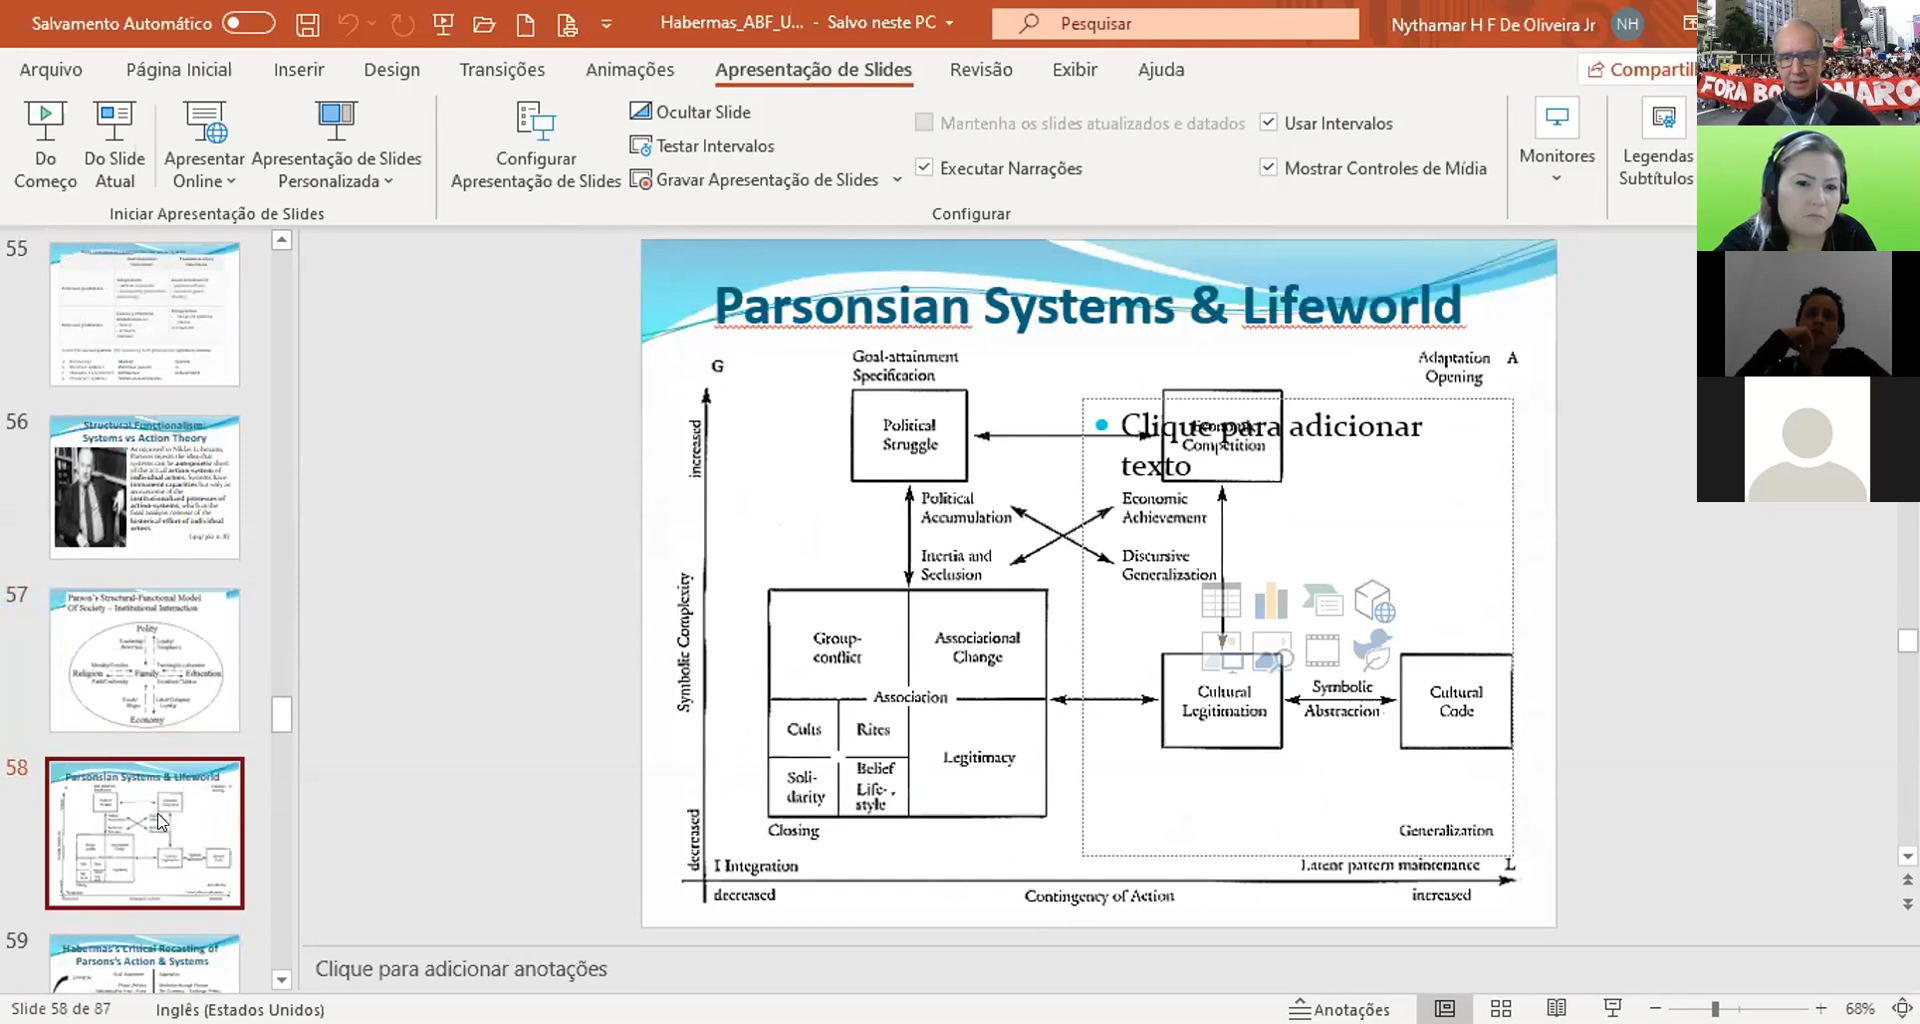 Salvamento Automático
Habermas_ABF_U... - Salvo neste PC
Pesquisar
Nythamar H F De Oliveira Jr
NH
Arquivo
Página Inicial
Inserir
Design
Transições
Animações
Apresentação de Slides
Revisão
Exibir
Ajuda
Compartil
FORA BOLSONARO
Do
Começo
Do Slide
Atual
Apresentar
Online
Apresentação de Slides
Personalizada
Iniciar Apresentação de Slides
Configurar
Apresentação de Slides
Ocultar Slide
Testar Intervalos
Gravar Apresentação de Slides
Mantenha os slides atualizados e datados
Executar Narrações
Usar Intervalos
Mostrar Controles de Mídia
Configurar
Monitores
Legendas
Subtítulos
55
56
Structural Functionalism:
Systems vs Action Theory
57
Parson's Structural-Functional Model
Of Society – Institutional Interaction
Polity
Religion
Family
Education
Economy
58
Parsonsian Systems & Lifeworld
59
Habermas's Critical Recasting of
Parsons's Action & Systems
Parsonsian Systems & Lifeworld
G
Goal-attainment
Specification
Adaptation A
Opening
increased
Political
Struggle
Economic
Competition
Clique para adicionar
texto
Political
Accumulation
Economic
Achievement
Inertia and
Seclusion
Discursive
Generalization
Symbolic Complexity
Group-
conflict
Associational
Change
Association
Cults
Rites
Soli-
darity
Belief
Life-
style
Legitimacy
Cultural
Legitimation
Symbolic
Abstraction
Cultural
Code
Closing
Generalization
decreased
I Integration
Latent pattern maintenance L
decreased
Contingency of Action
increased
Clique para adicionar anotações
Slide 58 de 87
Inglês (Estados Unidos)
Anotações
68%